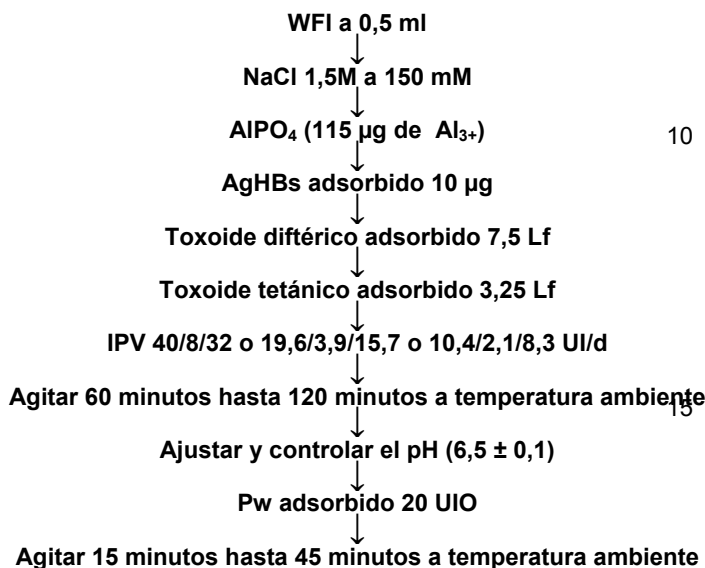 WFI a 0,5 ml
NaCl 1,5M a 150 mM
AlPO₄ (115 µg de Al₃₊)
10
AgHBs adsorbido 10 µg
Toxoide diftérico adsorbido 7,5 Lf
Toxoide tetánico adsorbido 3,25 Lf
IPV 40/8/32 o 19,6/3,9/15,7 o 10,4/2,1/8,3 UI/d
Agitar 60 minutos hasta 120 minutos a temperatura ambiente
15
Ajustar y controlar el pH (6,5 ± 0,1)
Pw adsorbido 20 UIO
Agitar 15 minutos hasta 45 minutos a temperatura ambiente